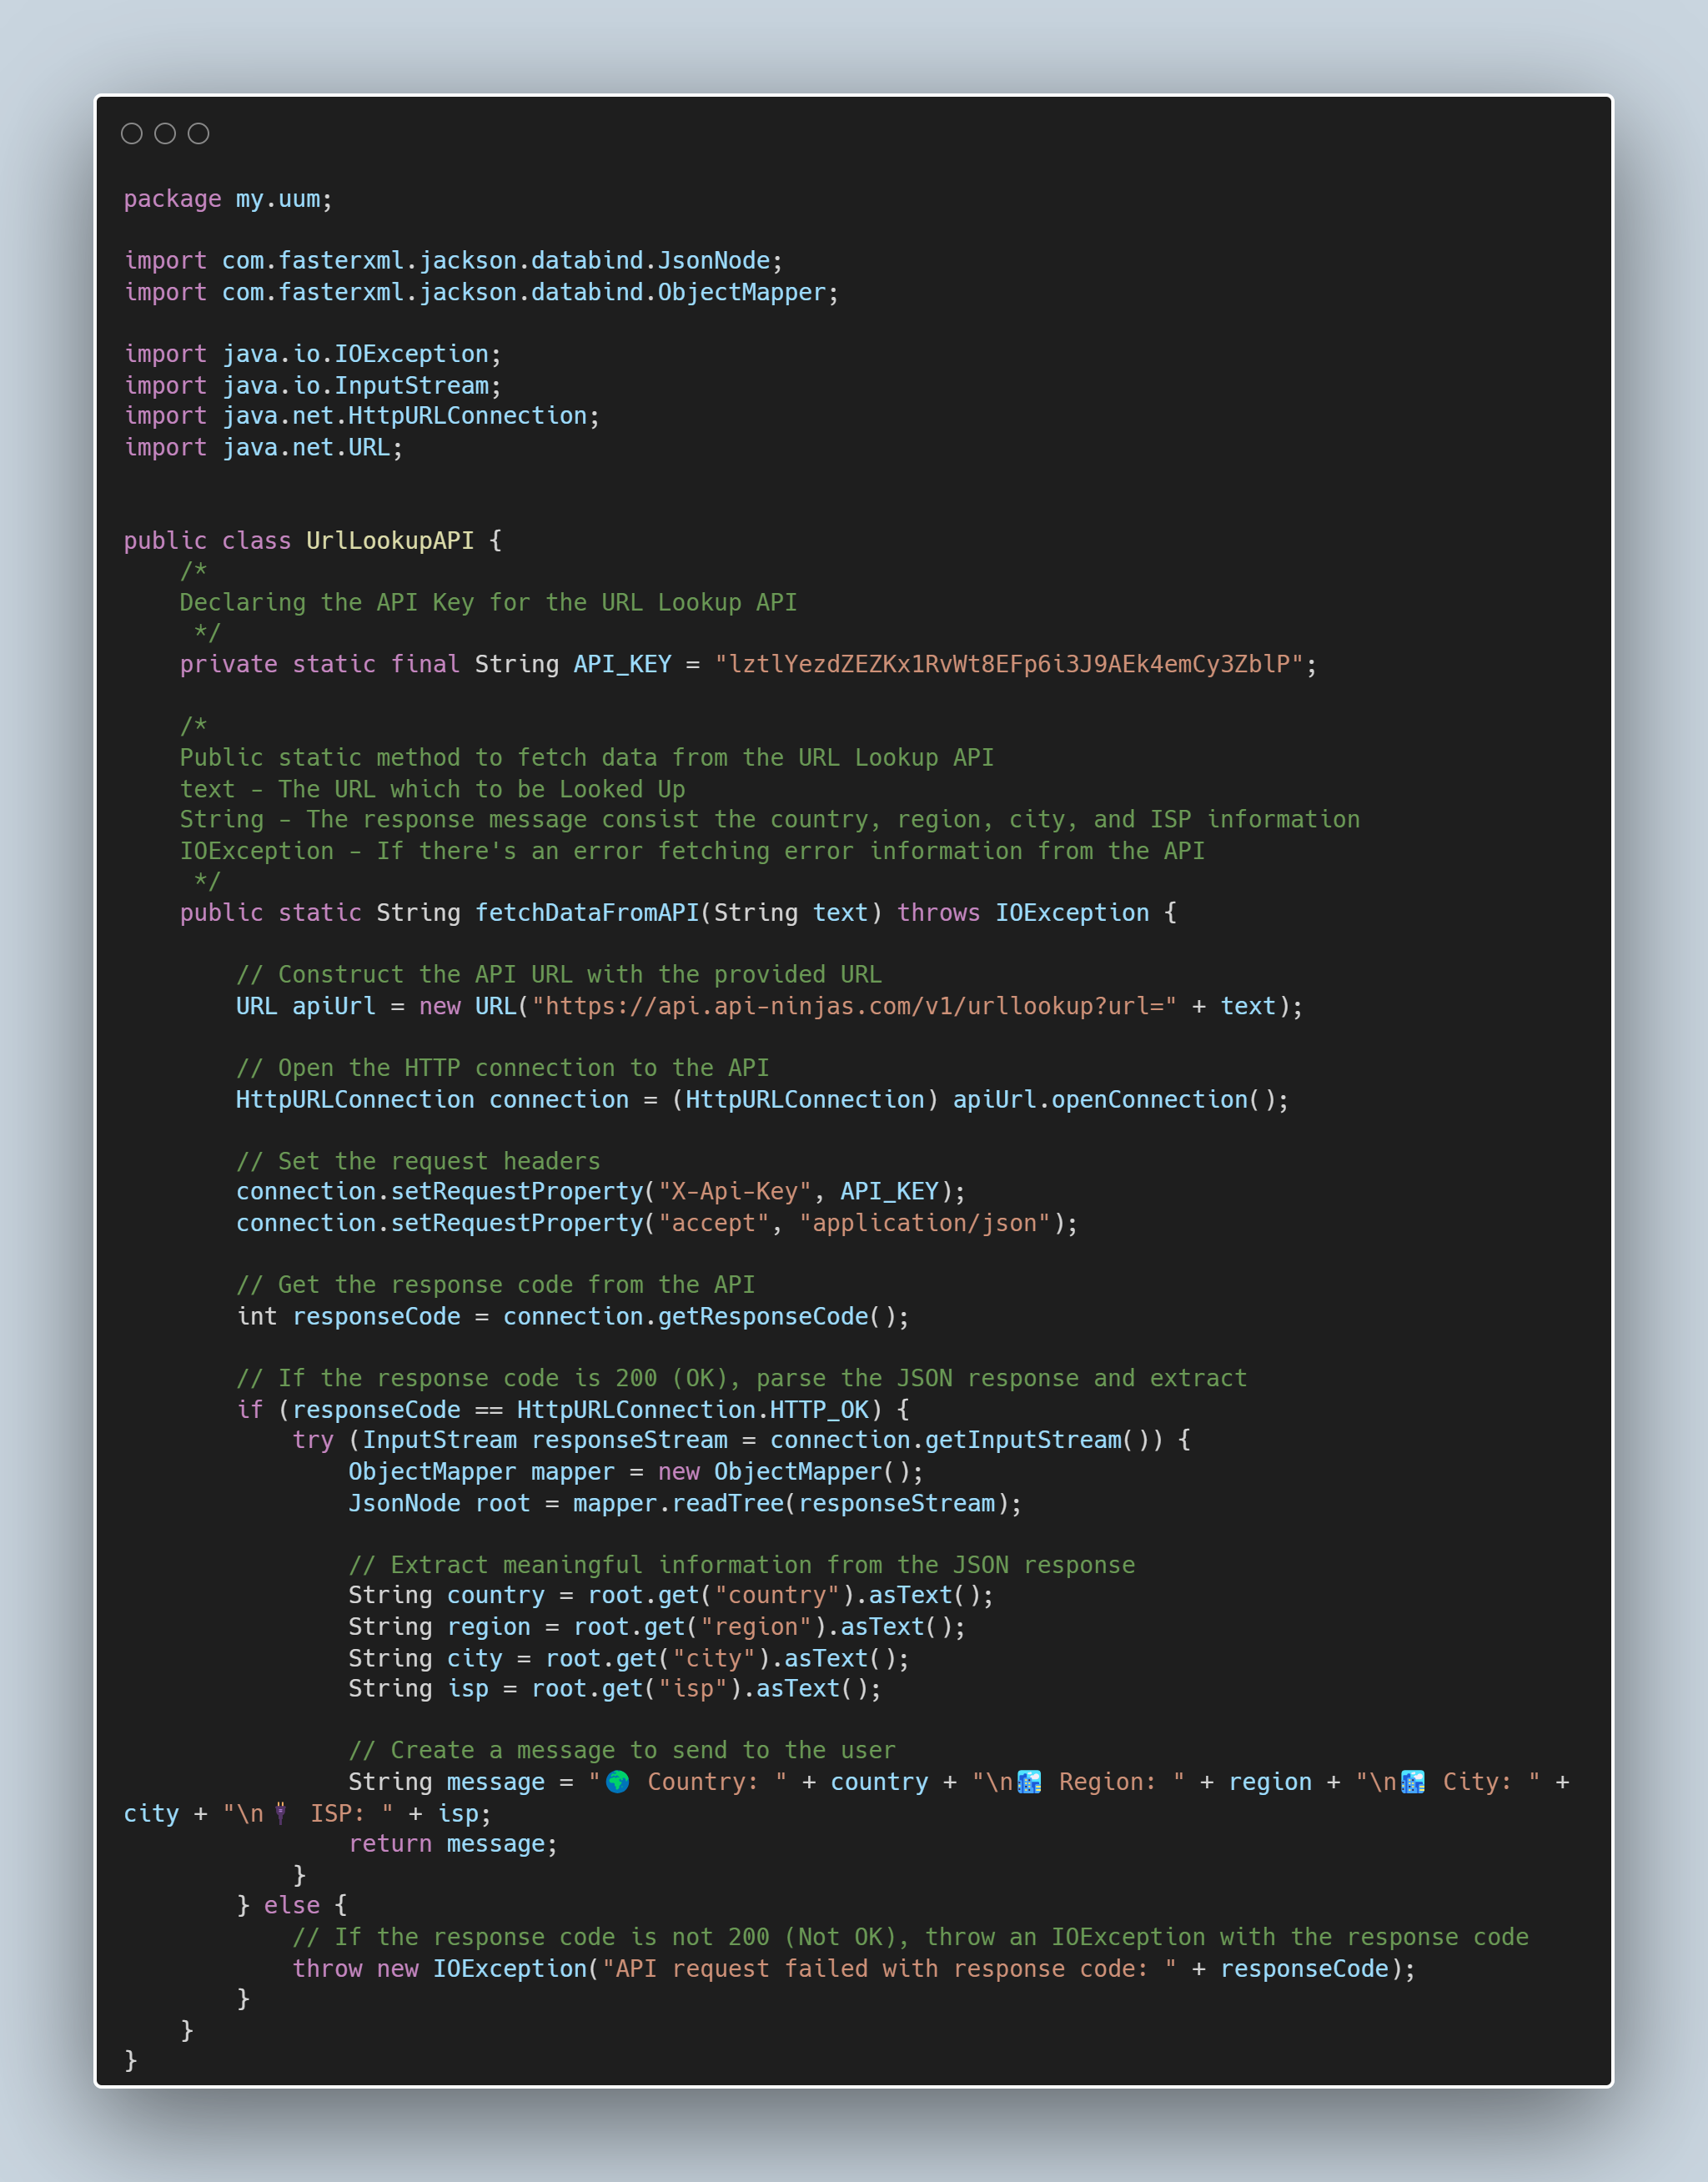 package my.uum;

import com.fasterxml.jackson.databind.JsonNode;
import com.fasterxml.jackson.databind.ObjectMapper;

import java.io.IOException;
import java.io.InputStream;
import java.net.HttpURLConnection;
import java.net.URL;


public class UrlLookupAPI {
    /*
    Declaring the API Key for the URL Lookup API
     */
    private static final String API_KEY = "lztlYezdZEZKx1RvWt8EFp6i3J9AEk4emCy3ZblP";

    /*
    Public static method to fetch data from the URL Lookup API
    text - The URL which to be Looked Up
    String - The response message consist the country, region, city, and ISP information
    IOException - If there's an error fetching error information from the API
     */
    public static String fetchDataFromAPI(String text) throws IOException {

        // Construct the API URL with the provided URL
        URL apiUrl = new URL("https://api.api-ninjas.com/v1/urllookup?url=" + text);

        // Open the HTTP connection to the API
        HttpURLConnection connection = (HttpURLConnection) apiUrl.openConnection();

        // Set the request headers
        connection.setRequestProperty("X-Api-Key", API_KEY);
        connection.setRequestProperty("accept", "application/json");

        // Get the response code from the API
        int responseCode = connection.getResponseCode();

        // If the response code is 200 (OK), parse the JSON response and extract
        if (responseCode == HttpURLConnection.HTTP_OK) {
            try (InputStream responseStream = connection.getInputStream()) {
                ObjectMapper mapper = new ObjectMapper();
                JsonNode root = mapper.readTree(responseStream);

                // Extract meaningful information from the JSON response
                String country = root.get("country").asText();
                String region = root.get("region").asText();
                String city = root.get("city").asText();
                String isp = root.get("isp").asText();

                // Create a message to send to the user
                String message = "🌍 Country: " + country + "\n🏙️ Region: " + region + "\n🏙️ City: " +
city + "\n🔌 ISP: " + isp;
                return message;
            }
        } else {
            // If the response code is not 200 (Not OK), throw an IOException with the response code
            throw new IOException("API request failed with response code: " + responseCode);
        }
    }
}